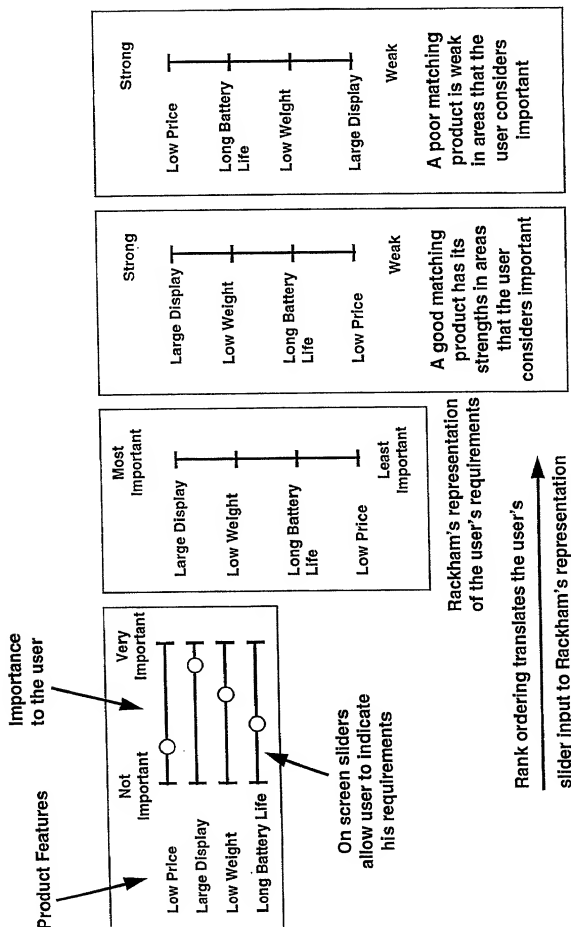 Product Features
Importance
to the user
Not
Important
Very
Important
Low Price
Large Display
Low Weight
Long Battery Life
On screen sliders
allow user to indicate
his requirements
Most
Important
Large Display
Low Weight
Long Battery
Life
Low Price
Least
Important
Rackham's representation
of the user's requirements
Rank ordering translates the user's
slider input to Rackham's representation
Strong
Large Display
Low Weight
Long Battery
Life
Low Price
Weak
A good matching
product has its
strengths in areas
that the user
considers important
Strong
Low Price
Long Battery
Life
Low Weight
Large Display
Weak
A poor matching
product is weak
in areas that the
user considers
important